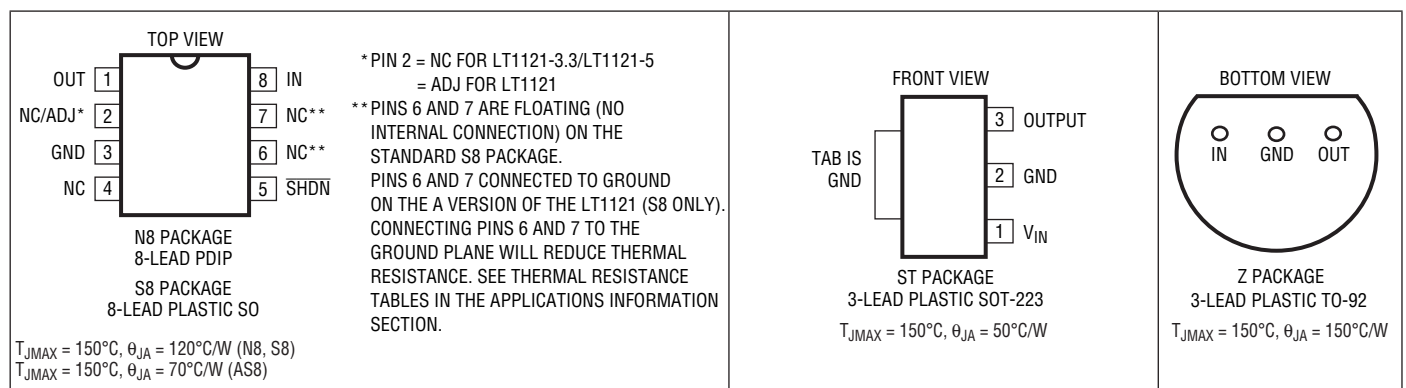 TOP VIEW
OUT 1
8 IN
NC/ADJ* 2
7 NC**
GND 3
6 NC**
NC 4
5 SHDN
N8 PACKAGE
8-LEAD PDIP
S8 PACKAGE
8-LEAD PLASTIC SO
TJMAX = 150°C, θJA = 120°C/W (N8, S8)
TJMAX = 150°C, θJA = 70°C/W (AS8)
*PIN 2 = NC FOR LT1121-3.3/LT1121-5
= ADJ FOR LT1121
**PINS 6 AND 7 ARE FLOATING (NO
INTERNAL CONNECTION) ON THE
STANDARD S8 PACKAGE.
PINS 6 AND 7 CONNECTED TO GROUND
ON THE A VERSION OF THE LT1121 (S8 ONLY).
CONNECTING PINS 6 AND 7 TO THE
GROUND PLANE WILL REDUCE THERMAL
RESISTANCE. SEE THERMAL RESISTANCE
TABLES IN THE APPLICATIONS INFORMATION
SECTION.
FRONT VIEW
3 OUTPUT
TAB IS
GND
2 GND
1 VIN
ST PACKAGE
3-LEAD PLASTIC SOT-223
TJMAX = 150°C, θJA = 50°C/W
BOTTOM VIEW
IN GND OUT
Z PACKAGE
3-LEAD PLASTIC TO-92
TJMAX = 150°C, θJA = 150°C/W